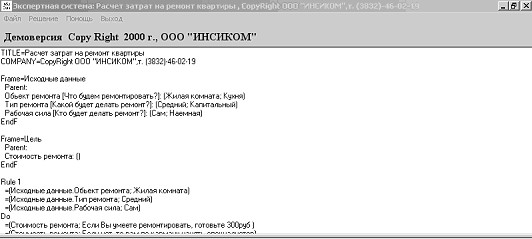 Экспертная система: Расчет затрат на ремонт квартиры , CopyRight ООО "ИНСИКОМ", т. (3832)-46-02-19
Файл Решение Помощь Выход
Демоверсия Copy Right 2000 г., ООО "ИНСИКОМ"
TITLE=Расчет затрат на ремонт квартиры
COMPANY=CopyRight ООО "ИНСИКОМ",т. (3832)-46-02-19
Frame=Исходные данные
Parent:
Объект ремонта [Что будем ремонтировать?]: (Жилая комната; Кухня)
Тип ремонта [Какой будет делать ремонт?]: (Средний; Капитальный)
Рабочая сила [Кто будет делать ремонт?]: (Сам; Наемная)
EndF
Frame=Цель
Parent:
Стоимость ремонта: ()
EndF
Rule 1
=(Исходные данные.Объект ремонта; Жилая комната)
=(Исходные данные.Тип ремонта; Средний)
=(Исходные данные.Рабочая сила; Сам)
Do
=(Стоимость ремонта; Если Вы умеете ремонтировать, готовьте 300руб )